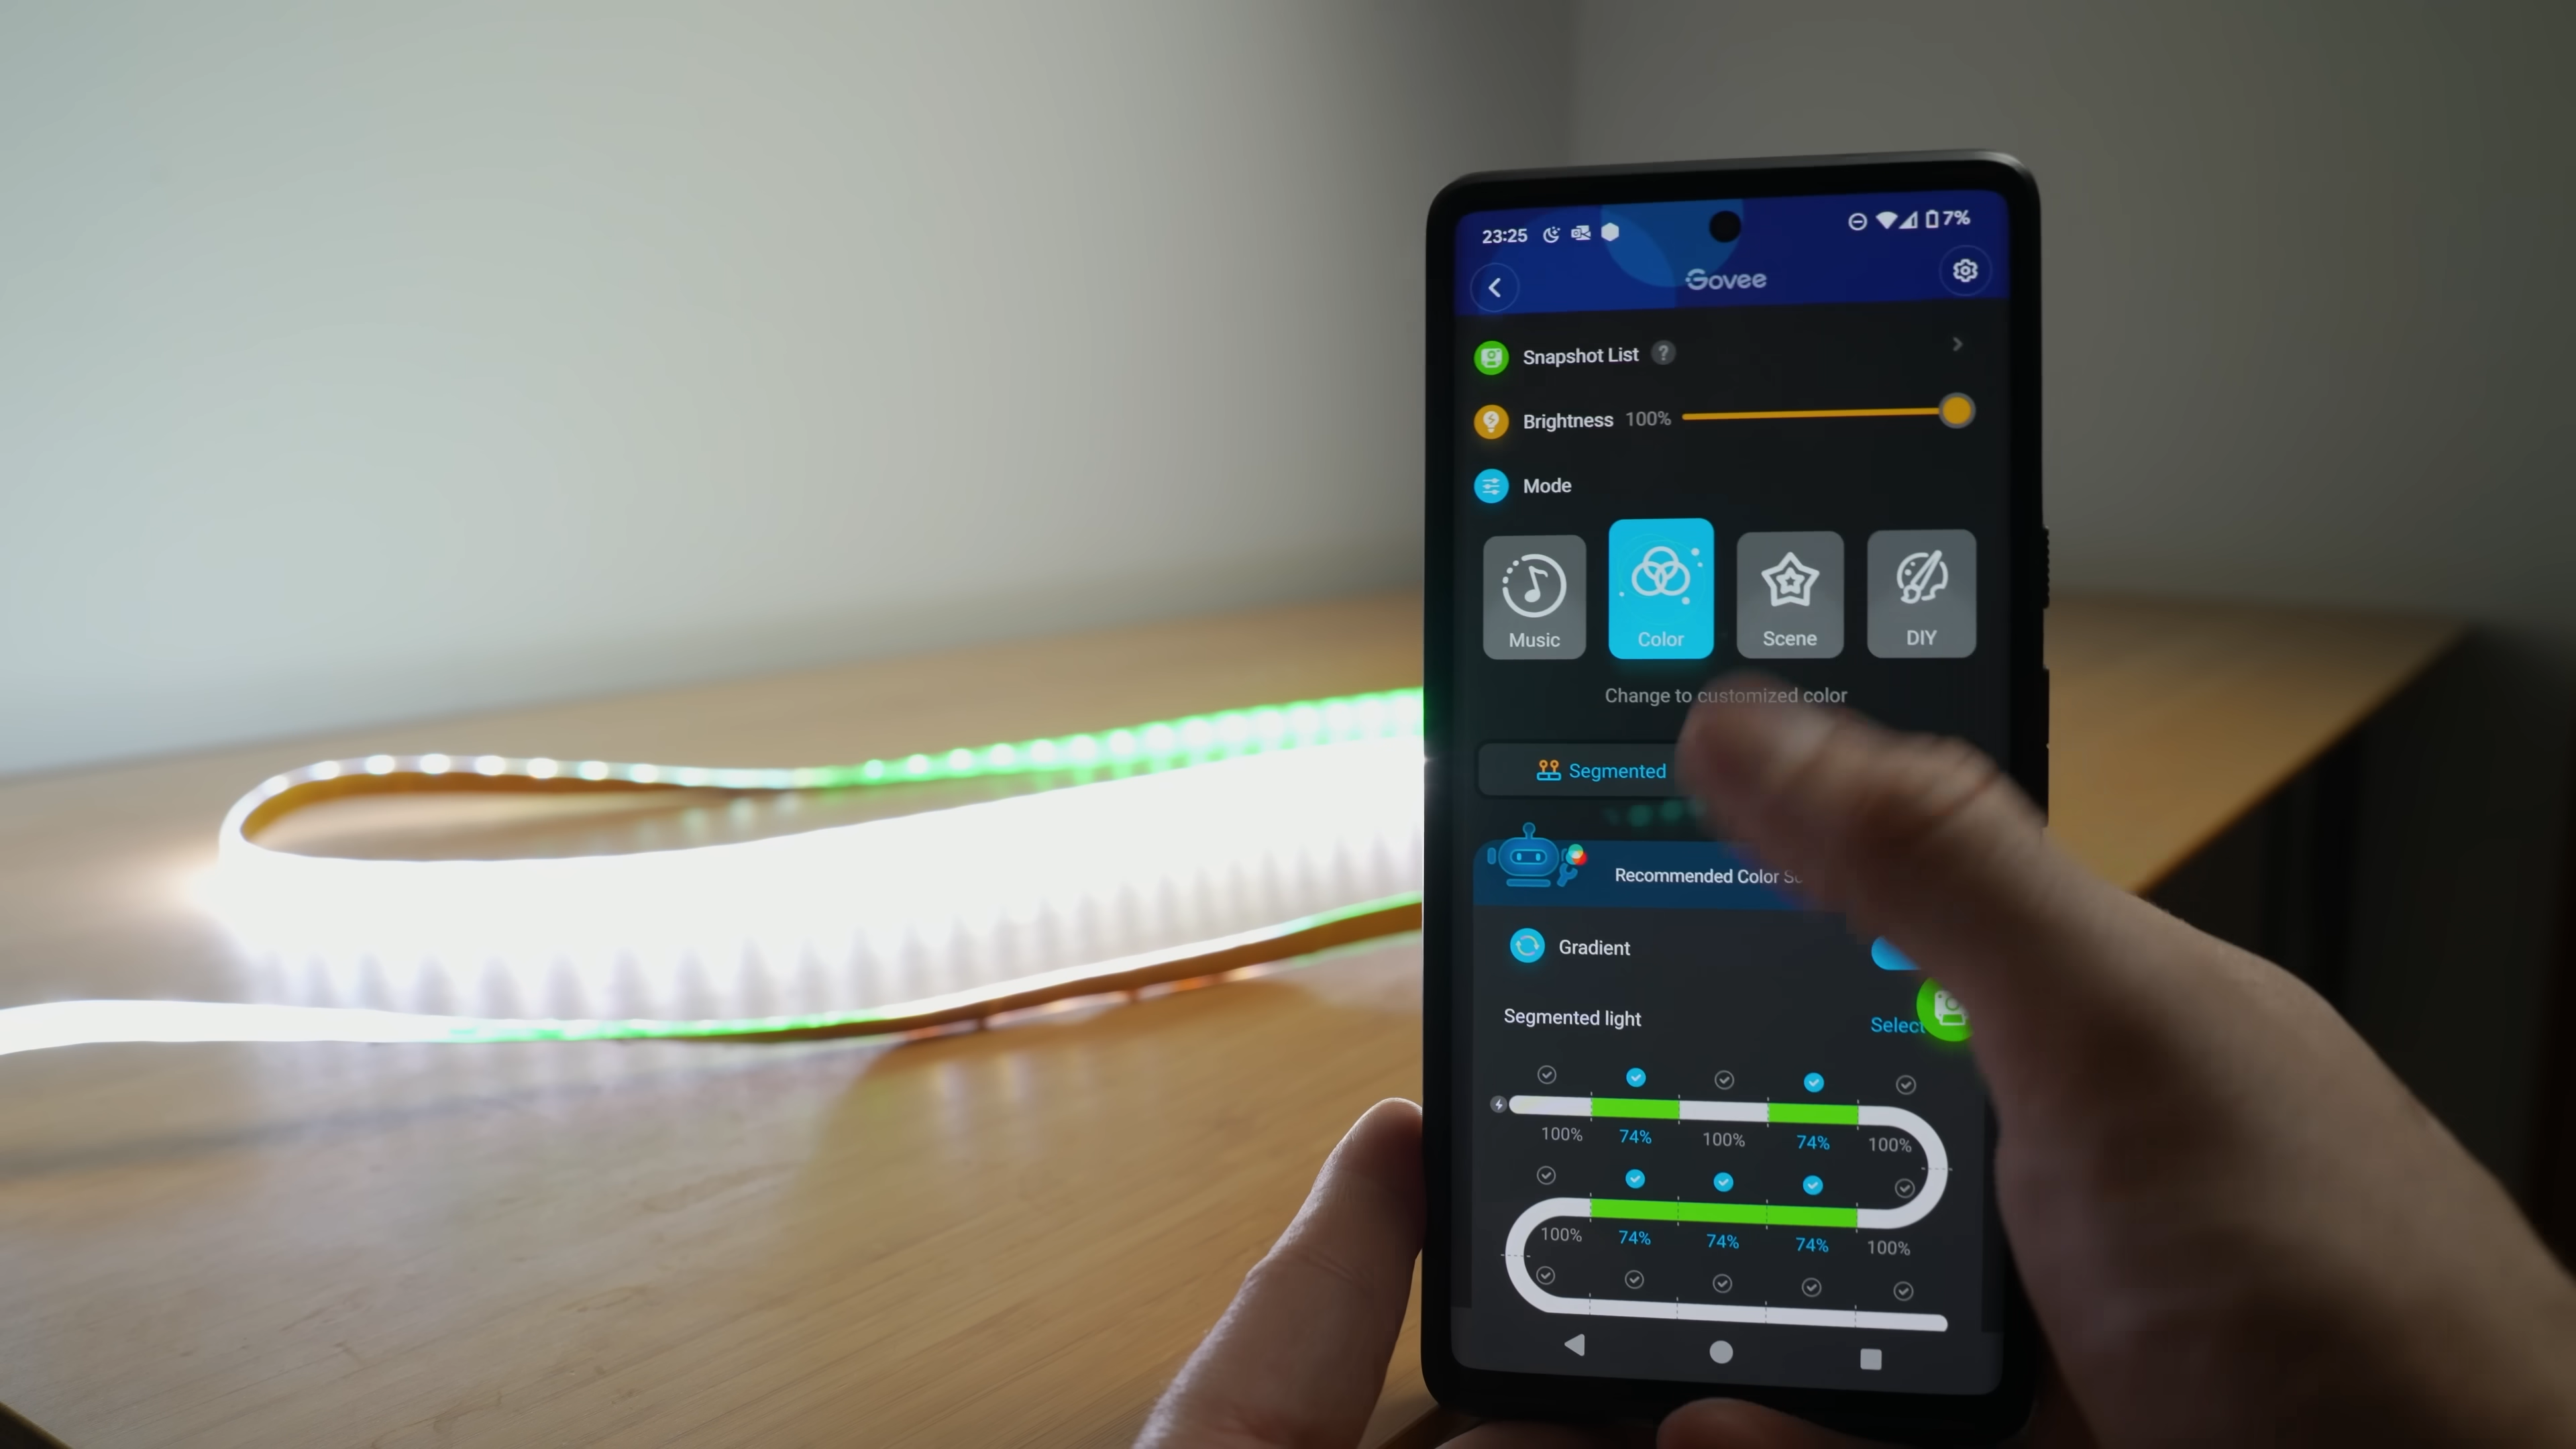 23:25 7%
Govee
Snapshot List ?
Brightness 100%
Mode
Music Color Scene DIY
Change to customized color
Segmented
Recommended Color
Gradient
Segmented light
Select
100% 74% 100% 74% 100%
100% 74% 74% 74% 100%